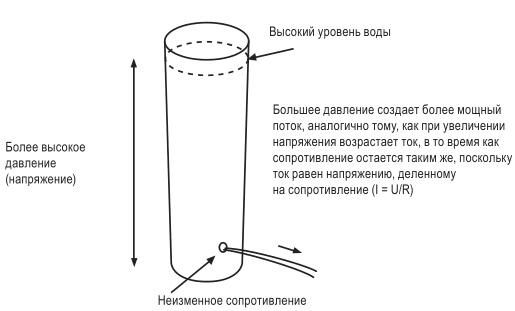 Высокий уровень воды
Большее давление создает более мощный
поток, аналогично тому, как при увеличении
напряжения возрастает ток, в то время как
сопротивление остается таким же, поскольку
ток равен напряжению, деленному
на сопротивление (I = U/R)
Более высокое
давление
(напряжение)
Неизменное сопротивление